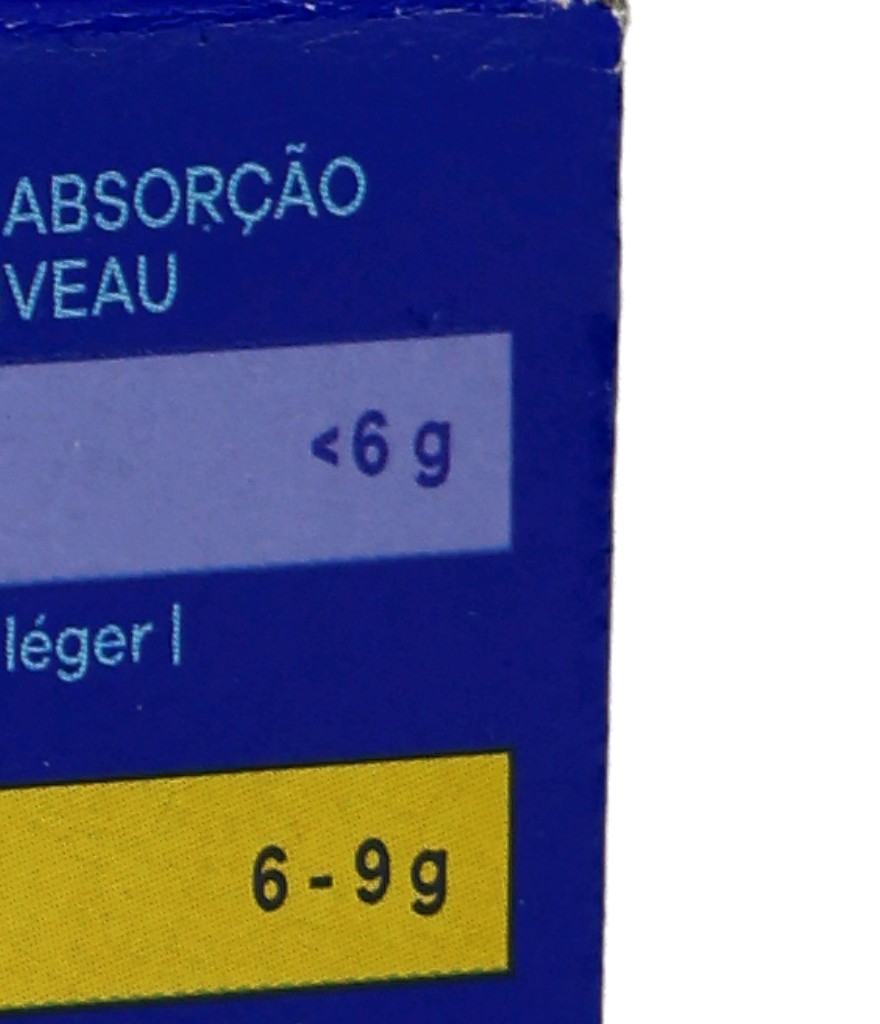 ABSORÇÃO
VEAU
<6 g
léger |
6 - 9 g